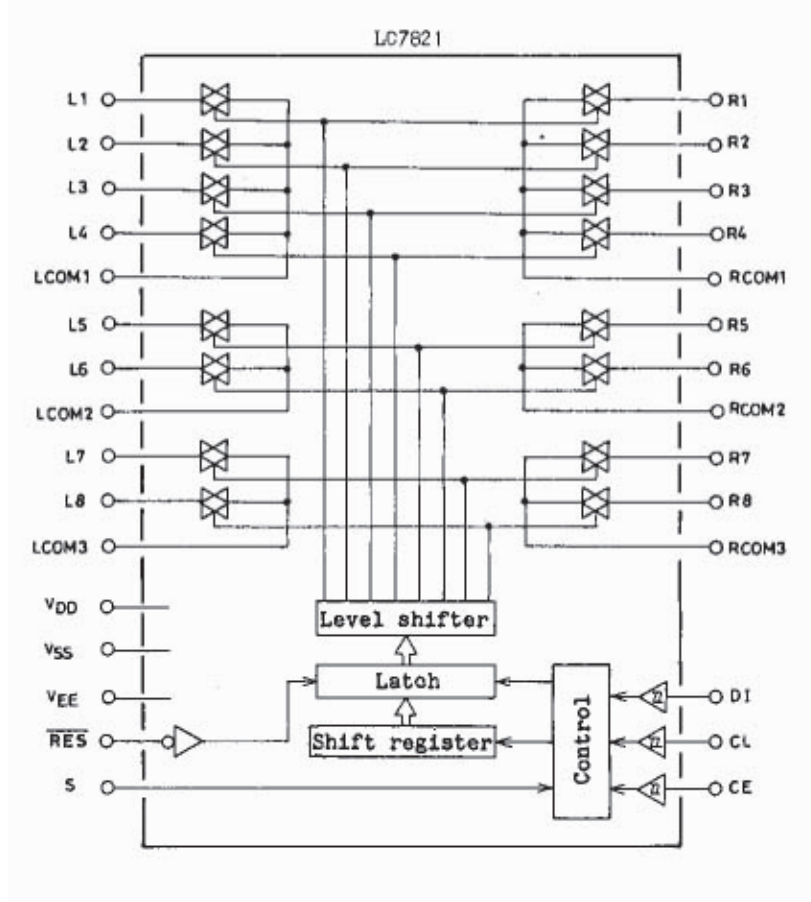 LC7821
L1 R1
L2 R2
L3 R3
L4 R4
LCOM1 RCOM1
L5 R5
L6 R6
LCOM2 RCOM2
L7 R7
L8 R8
LCOM3 RCOM3
VDD
Level shifter
VSS
Latch
VEE
DI
RES
Shift register
Control
CL
S
CE